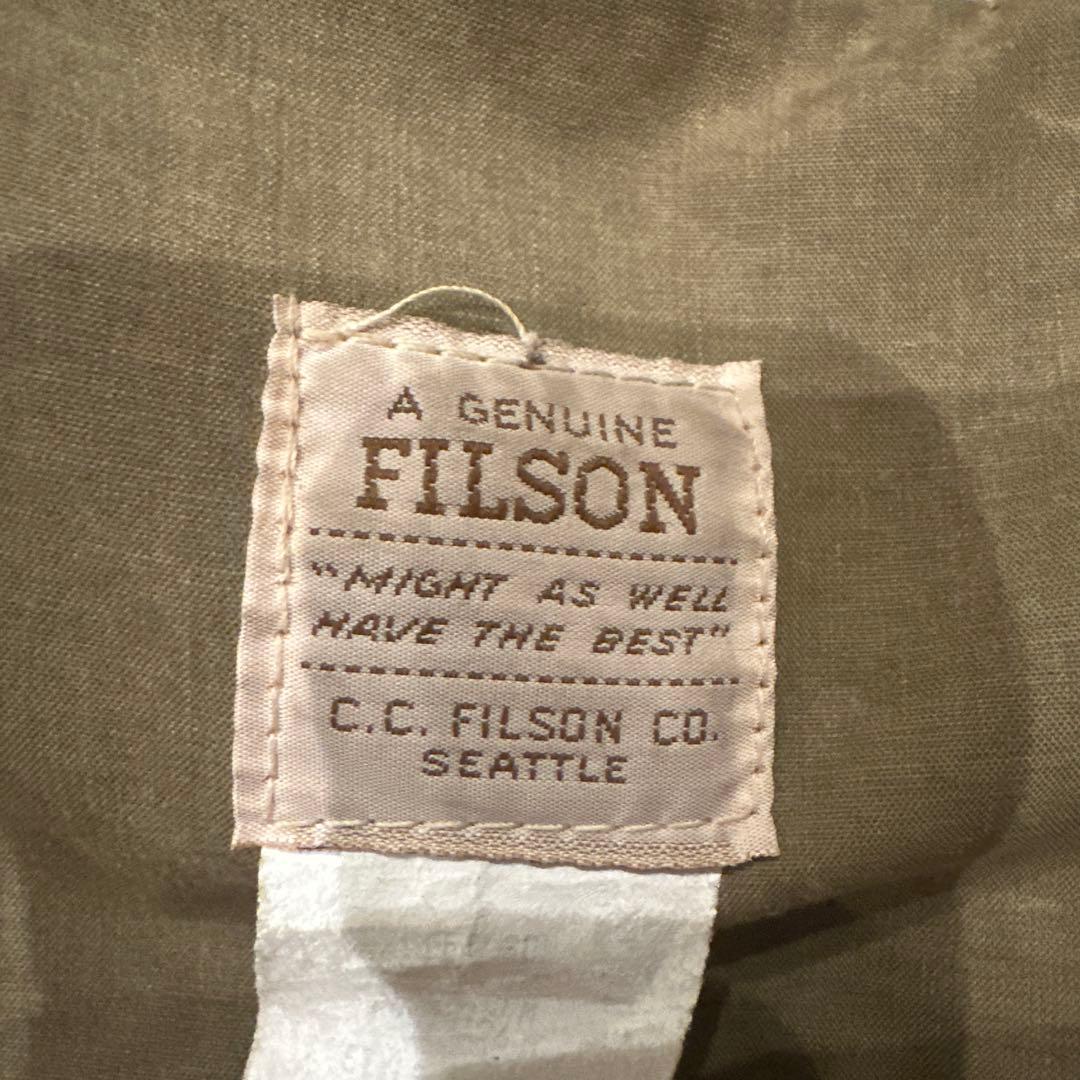 A GENUINE
FILSON
"MIGHT AS WELL
HAVE THE BEST"
C.C. FILSON CO.
SEATTLE